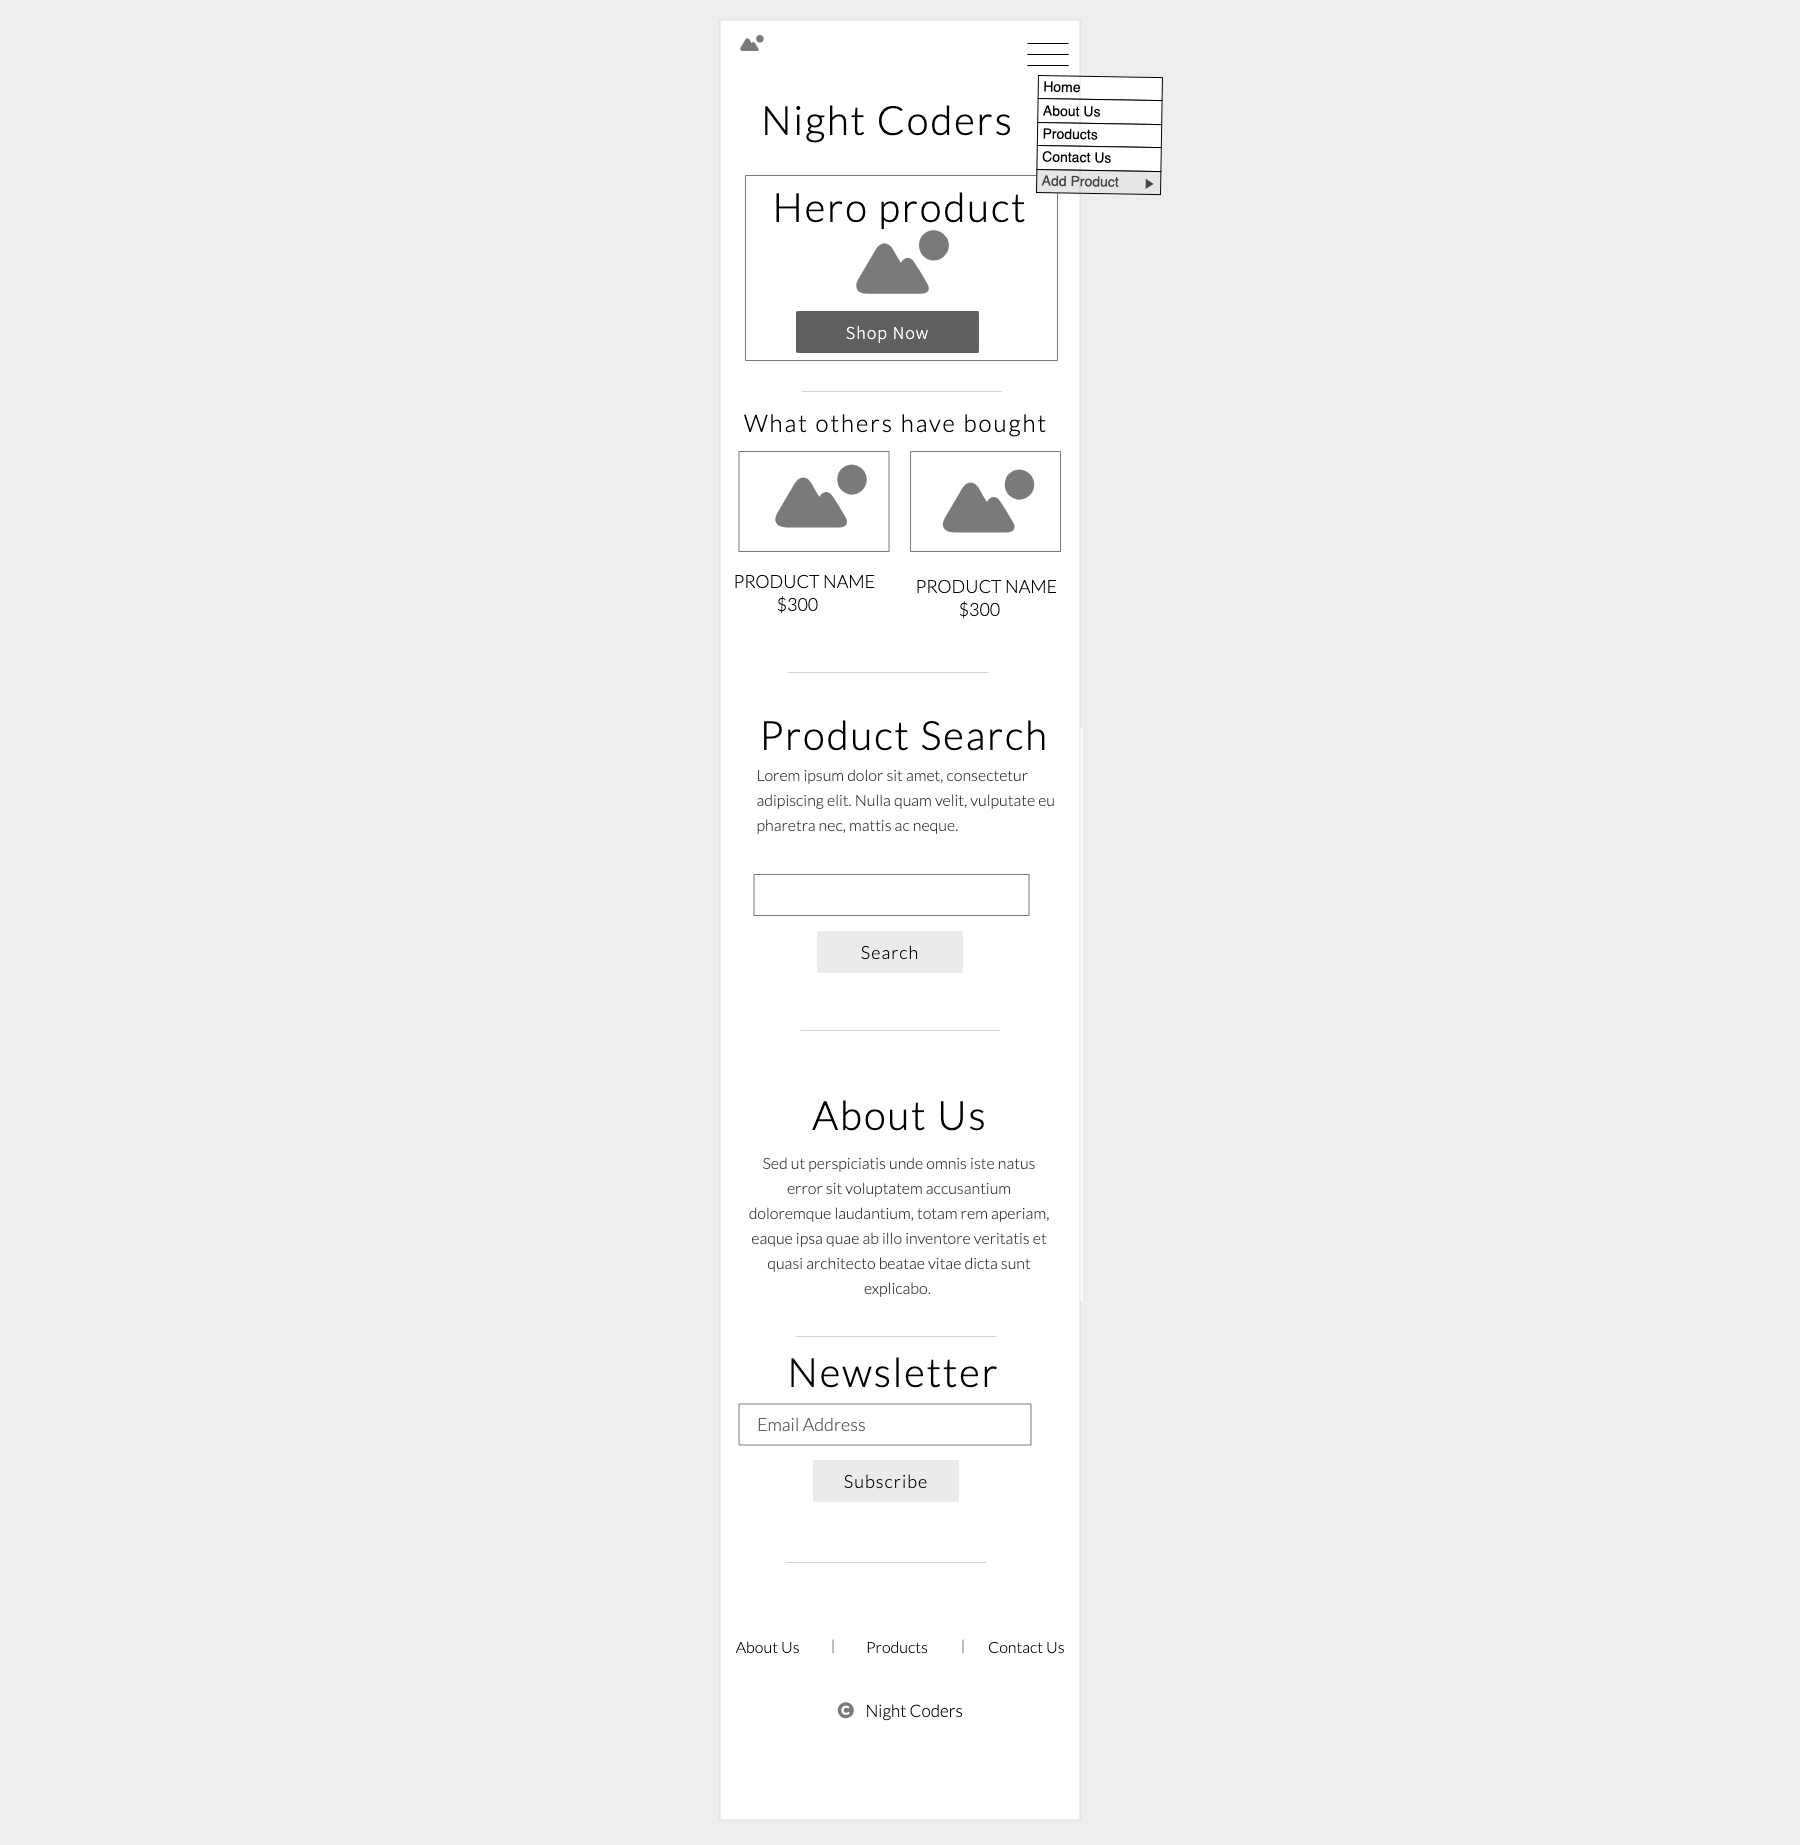 Home
About Us
Products
Contact Us
Add Product
Night Coders
Hero product
Shop Now
What others have bought
PRODUCT NAME
$300
PRODUCT NAME
$300
Product Search
Lorem ipsum dolor sit amet, consectetur
adipiscing elit. Nulla quam velit, vulputate eu
pharetra nec, mattis ac neque.
Search
About Us
Sed ut perspiciatis unde omnis iste natus
error sit voluptatem accusantium
doloremque laudantium, totam rem aperiam,
eaque ipsa quae ab illo inventore veritatis et
quasi architecto beatae vitae dicta sunt
explicabo.
Newsletter
Email Address
Subscribe
About Us | Products | Contact Us
© Night Coders